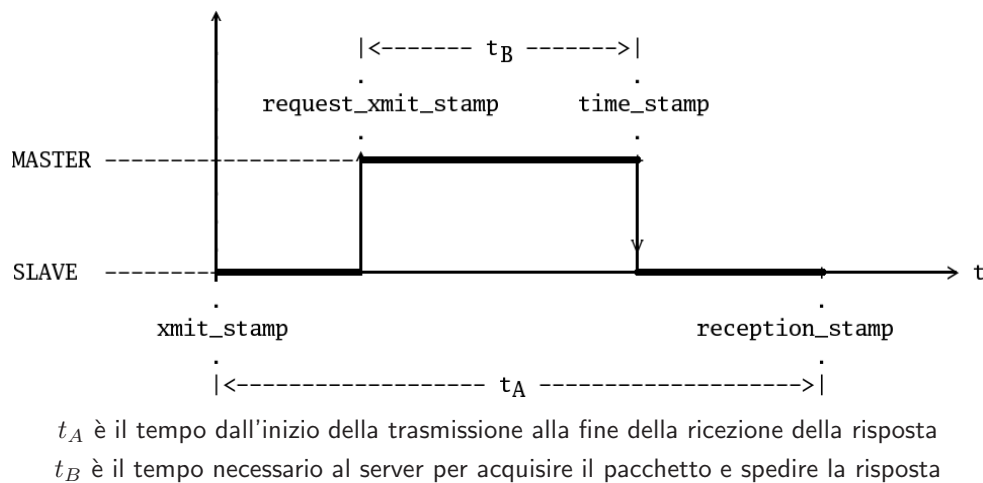 |<------- tB ------->|
request_xmit_stamp time_stamp
MASTER
SLAVE t
xmit_stamp reception_stamp
|<------------------ tA -------------------->|
tA è il tempo dall'inizio della trasmissione alla fine della ricezione della risposta
tB è il tempo necessario al server per acquisire il pacchetto e spedire la risposta